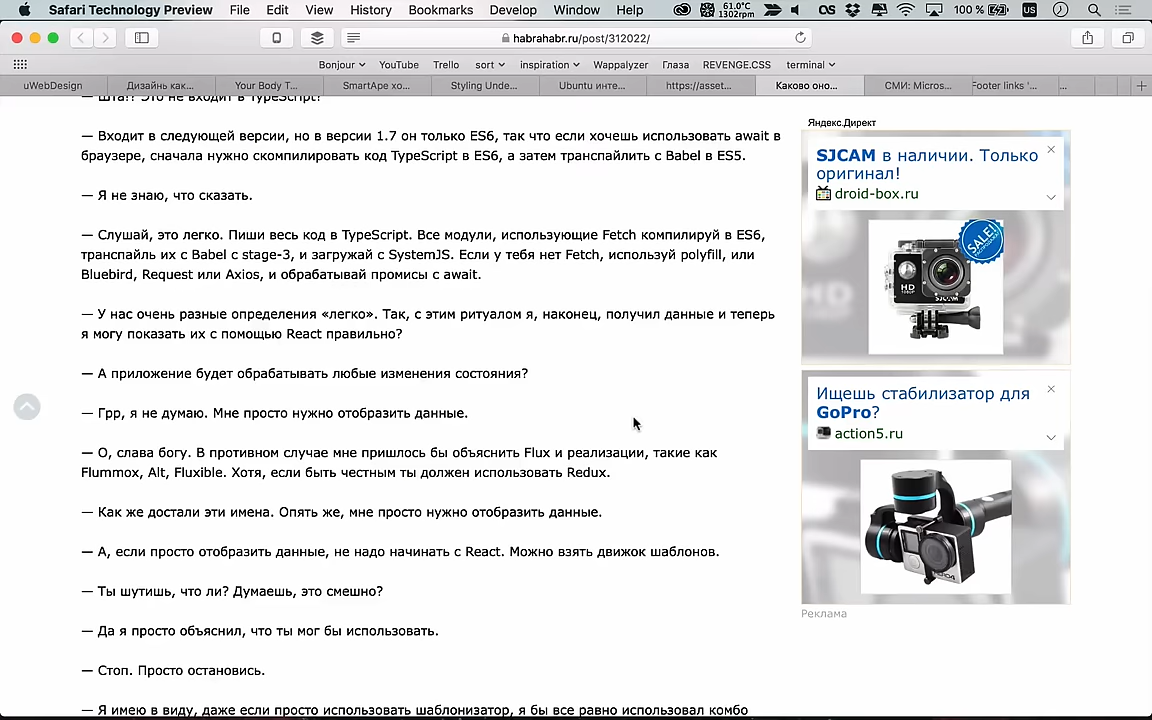 Safari Technology Preview File Edit View History Bookmarks Develop Window Help 61.0°C 1302rpm 100 % US
habrahabr.ru/post/312022/
Bonjour YouTube Trello sort inspiration Wappalyzer Глаза REVENGE.CSS terminal
uWebDesign Дизайнь как... Your Body T... SmartApe хо... Styling Unde... Ubuntu инте... https://asset... Каково оно... СМИ: Micros... Footer links '... ...
— Шта!? Это не входит в TypeScript?
— Входит в следующей версии, но в версии 1.7 он только ES6, так что если хочешь использовать await в
браузере, сначала нужно скомпилировать код TypeScript в ES6, а затем транспайлить с Babel в ES5.
— Я не знаю, что сказать.
— Слушай, это легко. Пиши весь код в TypeScript. Все модули, использующие Fetch компилируй в ES6,
транспайль их с Babel с stage-3, и загружай с SystemJS. Если у тебя нет Fetch, используй polyfill, или
Bluebird, Request или Axios, и обрабатывай промисы с await.
— У нас очень разные определения «легко». Так, с этим ритуалом я, наконец, получил данные и теперь
я могу показать их с помощью React правильно?
— А приложение будет обрабатывать любые изменения состояния?
— Грр, я не думаю. Мне просто нужно отобразить данные.
— О, слава богу. В противном случае мне пришлось бы объяснить Flux и реализации, такие как
Flummox, Alt, Fluxible. Хотя, если быть честным ты должен использовать Redux.
— Как же достали эти имена. Опять же, мне просто нужно отобразить данные.
— А, если просто отобразить данные, не надо начинать с React. Можно взять движок шаблонов.
— Ты шутишь, что ли? Думаешь, это смешно?
— Да я просто объяснил, что ты мог бы использовать.
— Стоп. Просто остановись.
— Я имею в виду, даже если просто использовать шаблонизатор, я бы все равно использовал комбо
Яндекс.Директ
SJCAM в наличии. Только
оригинал!
droid-box.ru
SALE!
HD
SJCAM
Ищешь стабилизатор для
GoPro?
action5.ru
Реклама